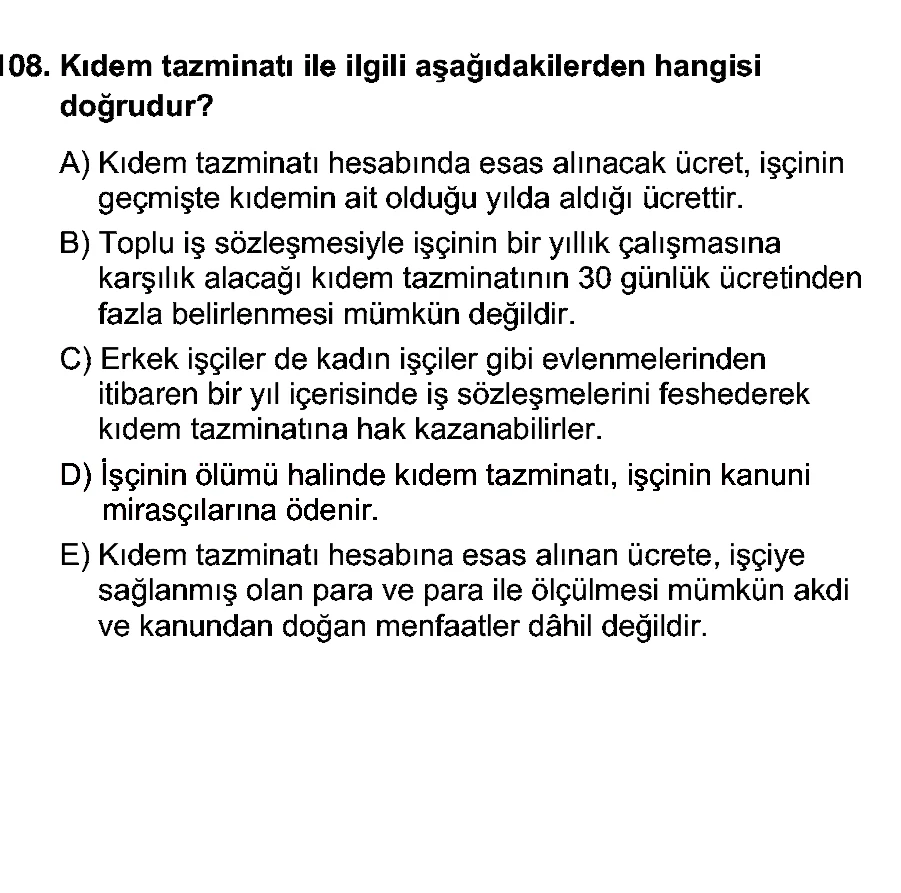 108. Kıdem tazminatı ile ilgili aşağıdakilerden hangisi
doğrudur?
A) Kıdem tazminatı hesabında esas alınacak ücret, işçinin
geçmişte kıdemin ait olduğu yılda aldığı ücrettir.
B) Toplu iş sözleşmesiyle işçinin bir yıllık çalışmasına
karşılık alacağı kıdem tazminatının 30 günlük ücretinden
fazla belirlenmesi mümkün değildir.
C) Erkek işçiler de kadın işçiler gibi evlenmelerinden
itibaren bir yıl içerisinde iş sözleşmelerini feshederek
kıdem tazminatına hak kazanabilirler.
D) İşçinin ölümü halinde kıdem tazminatı, işçinin kanuni
mirasçılarına ödenir.
E) Kıdem tazminatı hesabına esas alınan ücrete, işçiye
sağlanmış olan para ve para ile ölçülmesi mümkün akdi
ve kanundan doğan menfaatler dâhil değildir.